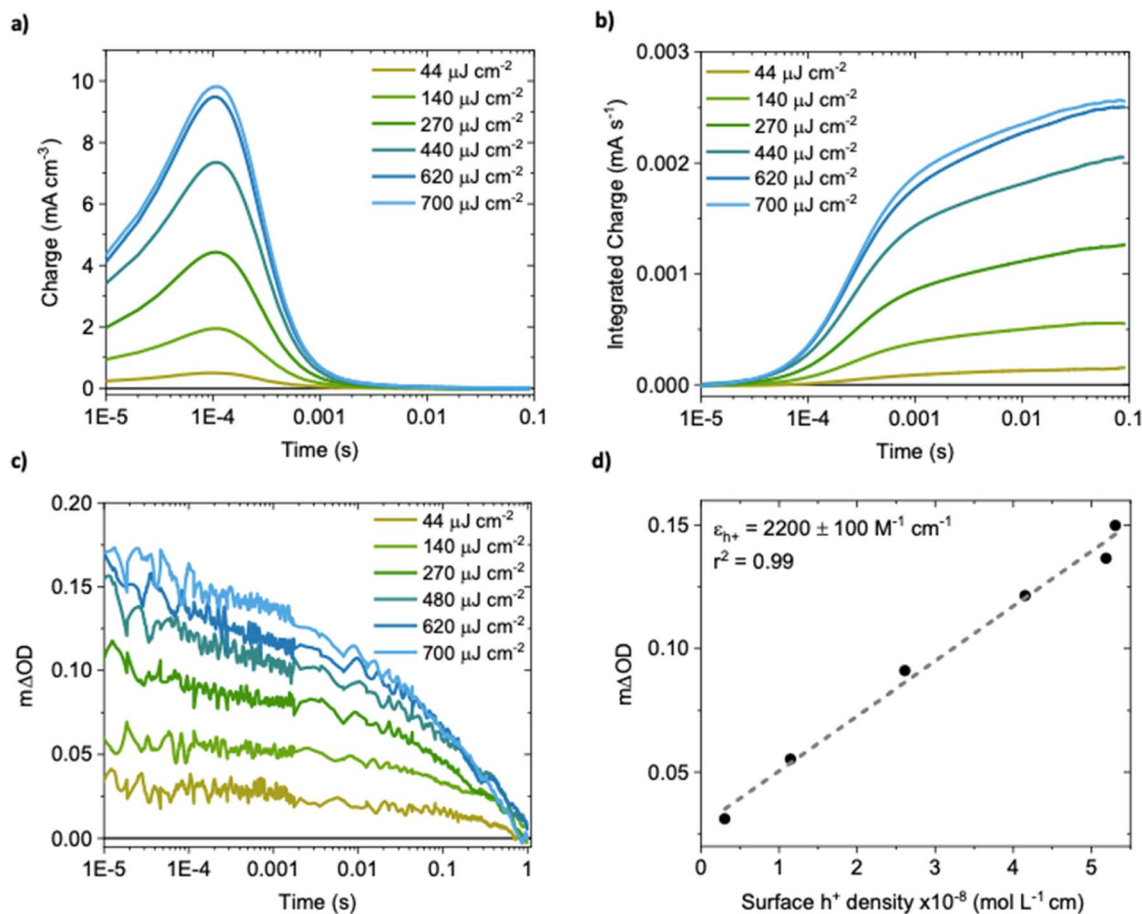 a)
Charge (mA cm⁻³)
10
8
6
4
2
0
44 μJ cm⁻²
140 μJ cm⁻²
270 μJ cm⁻²
440 μJ cm⁻²
620 μJ cm⁻²
700 μJ cm⁻²
1E-5 1E-4 0.001 0.01 0.1
Time (s)
b)
Integrated Charge (mA s⁻¹)
0.003
0.002
0.001
0.000
44 μJ cm⁻²
140 μJ cm⁻²
270 μJ cm⁻²
440 μJ cm⁻²
620 μJ cm⁻²
700 μJ cm⁻²
1E-5 1E-4 0.001 0.01 0.1
Time (s)
c)
mΔOD
0.20
0.15
0.10
0.05
0.00
44 μJ cm⁻²
140 μJ cm⁻²
270 μJ cm⁻²
480 μJ cm⁻²
620 μJ cm⁻²
700 μJ cm⁻²
1E-5 1E-4 0.001 0.01 0.1 1
Time (s)
d)
mΔOD
0.15
0.10
0.05
εₕ₊ = 2200 ± 100 M⁻¹ cm⁻¹
r² = 0.99
0 1 2 3 4 5
Surface h⁺ density x10⁻⁸ (mol L⁻¹ cm)